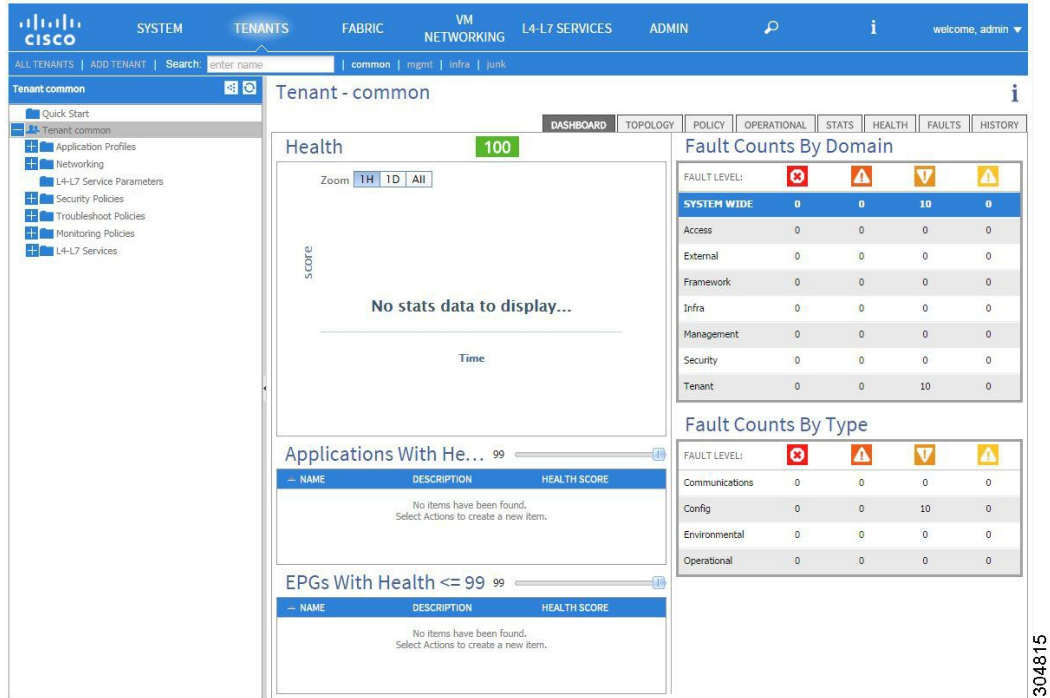 CISCO
SYSTEM
TENANTS
FABRIC
VM
NETWORKING
L4-L7 SERVICES
ADMIN
i
welcome, admin
ALL TENANTS | ADD TENANT | Search: enter name | common | mgmt | infra | junk
Tenant common
Quick Start
Tenant common
Application Profiles
Networking
L4-L7 Service Parameters
Security Policies
Troubleshoot Policies
Monitoring Policies
L4-L7 Services
Tenant - common
i
DASHBOARD TOPOLOGY POLICY OPERATIONAL STATS HEALTH FAULTS HISTORY
Health 100
Zoom 1H 1D All
score
No stats data to display...
Time
Applications With He... 99
NAME DESCRIPTION HEALTH SCORE
No items have been found.
Select Actions to create a new item.
EPGs With Health <= 99 99
NAME DESCRIPTION HEALTH SCORE
No items have been found.
Select Actions to create a new item.
Fault Counts By Domain
FAULT LEVEL:
SYSTEM WIDE 0 0 10 0
Access 0 0 0 0
External 0 0 0 0
Framework 0 0 0 0
Infra 0 0 0 0
Management 0 0 0 0
Security 0 0 0 0
Tenant 0 0 10 0
Fault Counts By Type
FAULT LEVEL:
Communications 0 0 0 0
Config 0 0 10 0
Environmental 0 0 0 0
Operational 0 0 0 0
304815